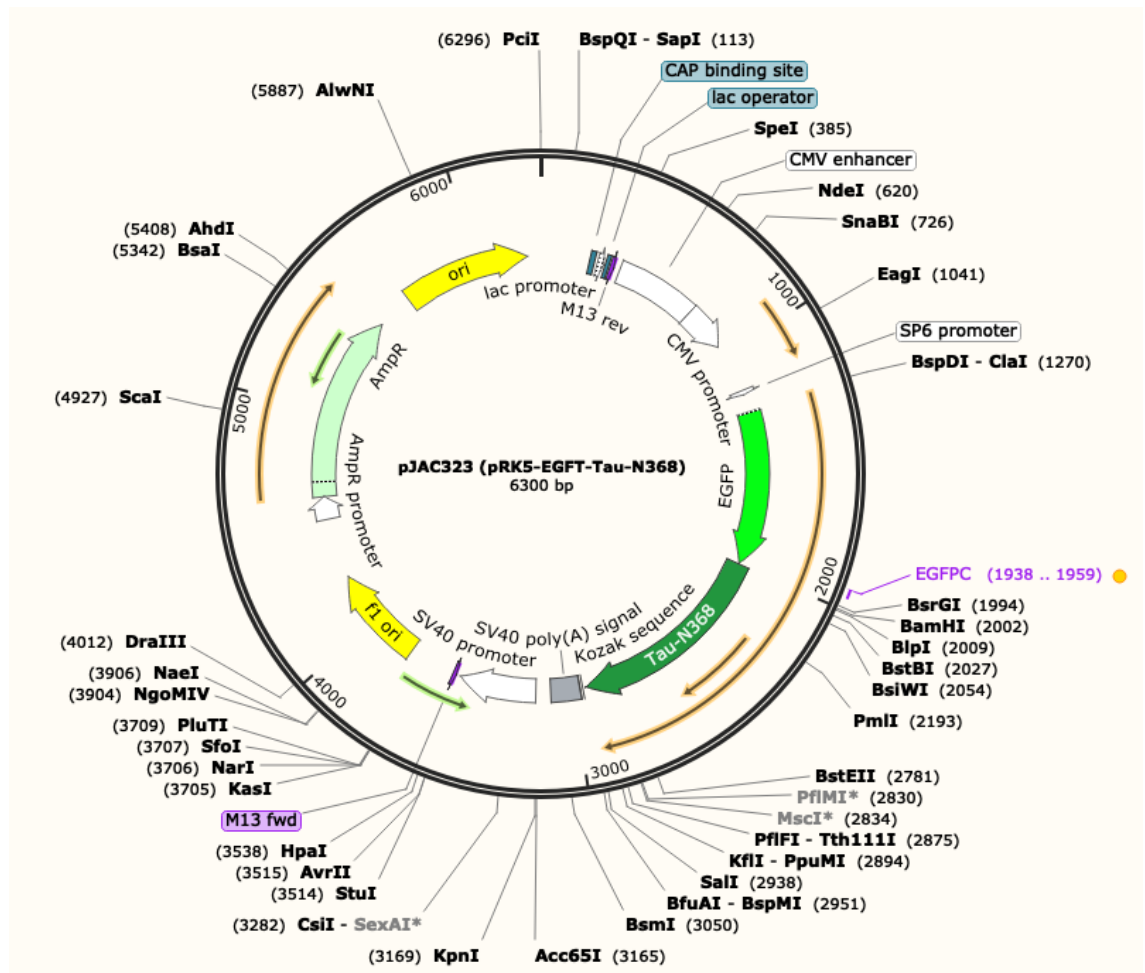 (6296) PciI
BspQI - SapI (113)
CAP binding site
lac operator
SpeI (385)
CMV enhancer
NdeI (620)
SnaBI (726)
EagI (1041)
SP6 promoter
BspDI - ClaI (1270)
EGFPC (1938 .. 1959)
BsrGI (1994)
BamHI (2002)
BlpI (2009)
BstBI (2027)
BsiWI (2054)
PmlI (2193)
BstEII (2781)
PflMI* (2830)
MscI* (2834)
PflFI - Tth111I (2875)
KflI - PpuMI (2894)
SalI (2938)
BfuAI - BspMI (2951)
BsmI (3050)
Acc65I (3165)
(3169) KpnI
(3282) CsiI - SexAI*
(3514) StuI
(3515) AvrII
(3538) HpaI
M13 fwd
(3705) KasI
(3706) NarI
(3707) SfoI
(3709) PluTI
(3904) NgoMIV
(3906) NaeI
(4012) DraIII
(4927) ScaI
(5342) BsaI
(5408) AhdI
(5887) AlwNI
1000
2000
3000
4000
5000
6000
ori
lac promoter
M13 rev
CMV promoter
EGFP
Tau-N368
Kozak sequence
SV40 poly(A) signal
SV40 promoter
f1 ori
AmpR promoter
AmpR
pJAC323 (pRK5-EGFT-Tau-N368)
6300 bp